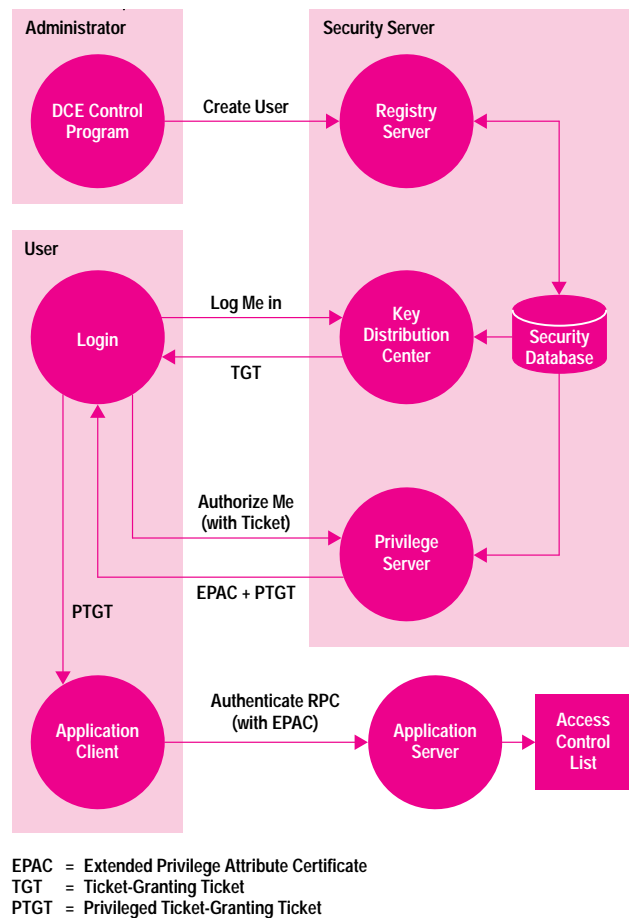 Administrator
Security Server
DCE Control
Program
Create User
Registry
Server
User
Login
Log Me in
TGT
Key
Distribution
Center
Security
Database
Authorize Me
(with Ticket)
Privilege
Server
EPAC + PTGT
PTGT
Application
Client
Authenticate RPC
(with EPAC)
Application
Server
Access
Control
List
EPAC = Extended Privilege Attribute Certificate
TGT = Ticket-Granting Ticket
PTGT = Privileged Ticket-Granting Ticket